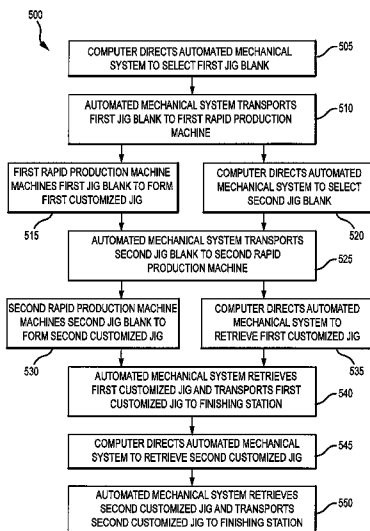 500
COMPUTER DIRECTS AUTOMATED MECHANICAL
SYSTEM TO SELECT FIRST JIG BLANK
505
AUTOMATED MECHANICAL SYSTEM TRANSPORTS
FIRST JIG BLANK TO FIRST RAPID PRODUCTION
MACHINE
510
FIRST RAPID PRODUCTION MACHINE
MACHINES FIRST JIG BLANK TO FORM
FIRST CUSTOMIZED JIG
515
COMPUTER DIRECTS AUTOMATED
MECHANICAL SYSTEM TO SELECT
SECOND JIG BLANK
520
AUTOMATED MECHANICAL SYSTEM TRANSPORTS
SECOND JIG BLANK TO SECOND RAPID
PRODUCTION MACHINE
525
SECOND RAPID PRODUCTION MACHINE
MACHINES SECOND JIG BLANK TO
FORM SECOND CUSTOMIZED JIG
530
COMPUTER DIRECTS AUTOMATED
MECHANICAL SYSTEM TO
RETRIEVE FIRST CUSTOMIZED JIG
535
AUTOMATED MECHANICAL SYSTEM RETRIEVES
FIRST CUSTOMIZED JIG AND TRANSPORTS FIRST
CUSTOMIZED JIG TO FINISHING STATION
540
COMPUTER DIRECTS AUTOMATED MECHANICAL
SYSTEM TO RETRIEVE SECOND CUSTOMIZED JIG
545
AUTOMATED MECHANICAL SYSTEM RETRIEVES
SECOND CUSTOMIZED JIG AND TRANSPORTS
SECOND CUSTOMIZED JIG TO FINISHING STATION
550